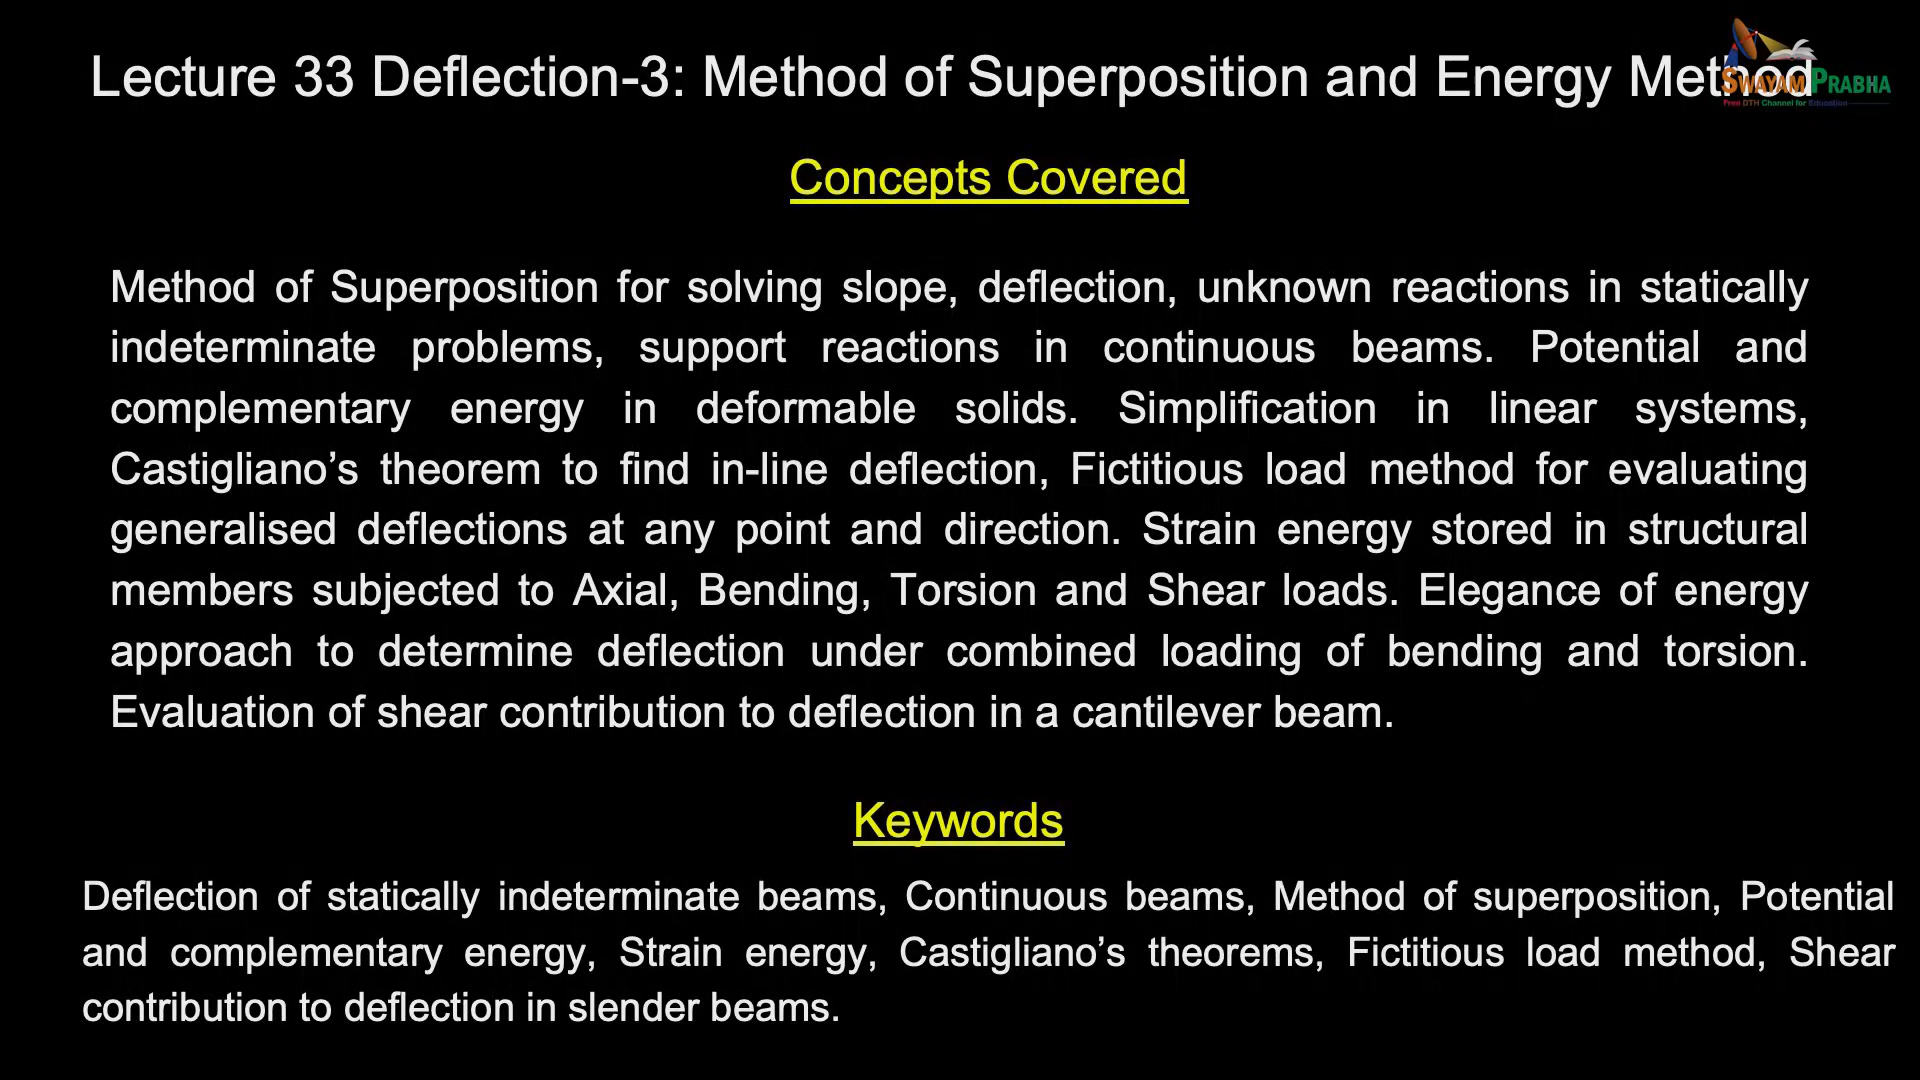 Lecture 33 Deflection-3: Method of Superposition and Energy Method
SWAYAM PRABHA
Free DTH Channel for Education
Concepts Covered
Method of Superposition for solving slope, deflection, unknown reactions in statically
indeterminate problems, support reactions in continuous beams. Potential and
complementary energy in deformable solids. Simplification in linear systems,
Castigliano’s theorem to find in-line deflection, Fictitious load method for evaluating
generalised deflections at any point and direction. Strain energy stored in structural
members subjected to Axial, Bending, Torsion and Shear loads. Elegance of energy
approach to determine deflection under combined loading of bending and torsion.
Evaluation of shear contribution to deflection in a cantilever beam.
Keywords
Deflection of statically indeterminate beams, Continuous beams, Method of superposition, Potential
and complementary energy, Strain energy, Castigliano’s theorems, Fictitious load method, Shear
contribution to deflection in slender beams.